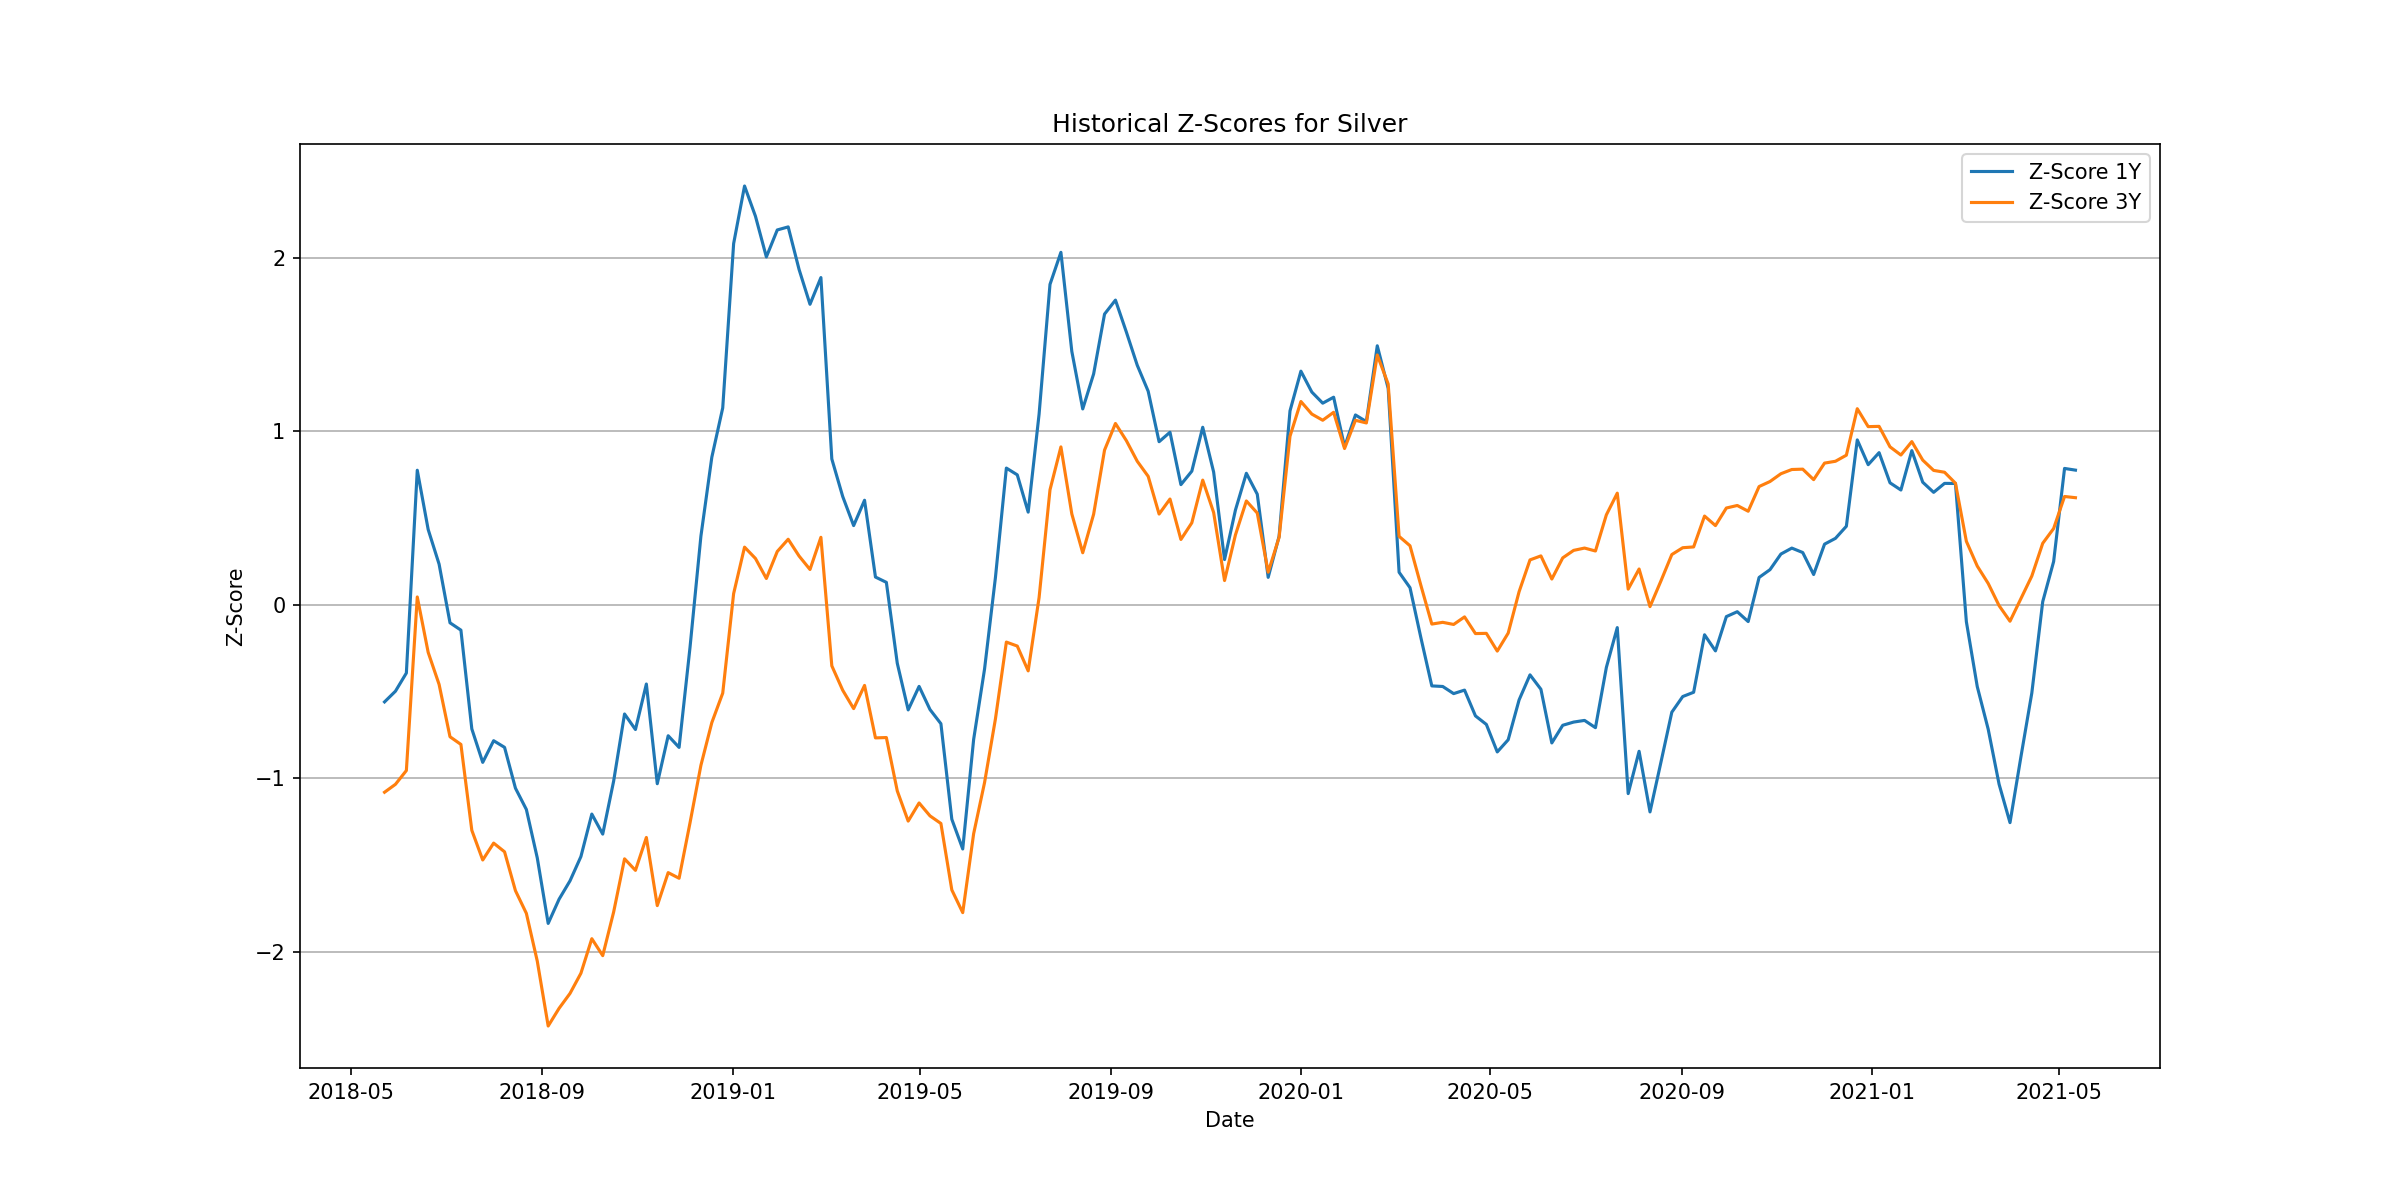 Historical Z-Scores for Silver
Z-Score 1Y
Z-Score 3Y
2
1
0
−1
−2
Z-Score
2018-05 2018-09 2019-01 2019-05 2019-09 2020-01 2020-05 2020-09 2021-01 2021-05
Date